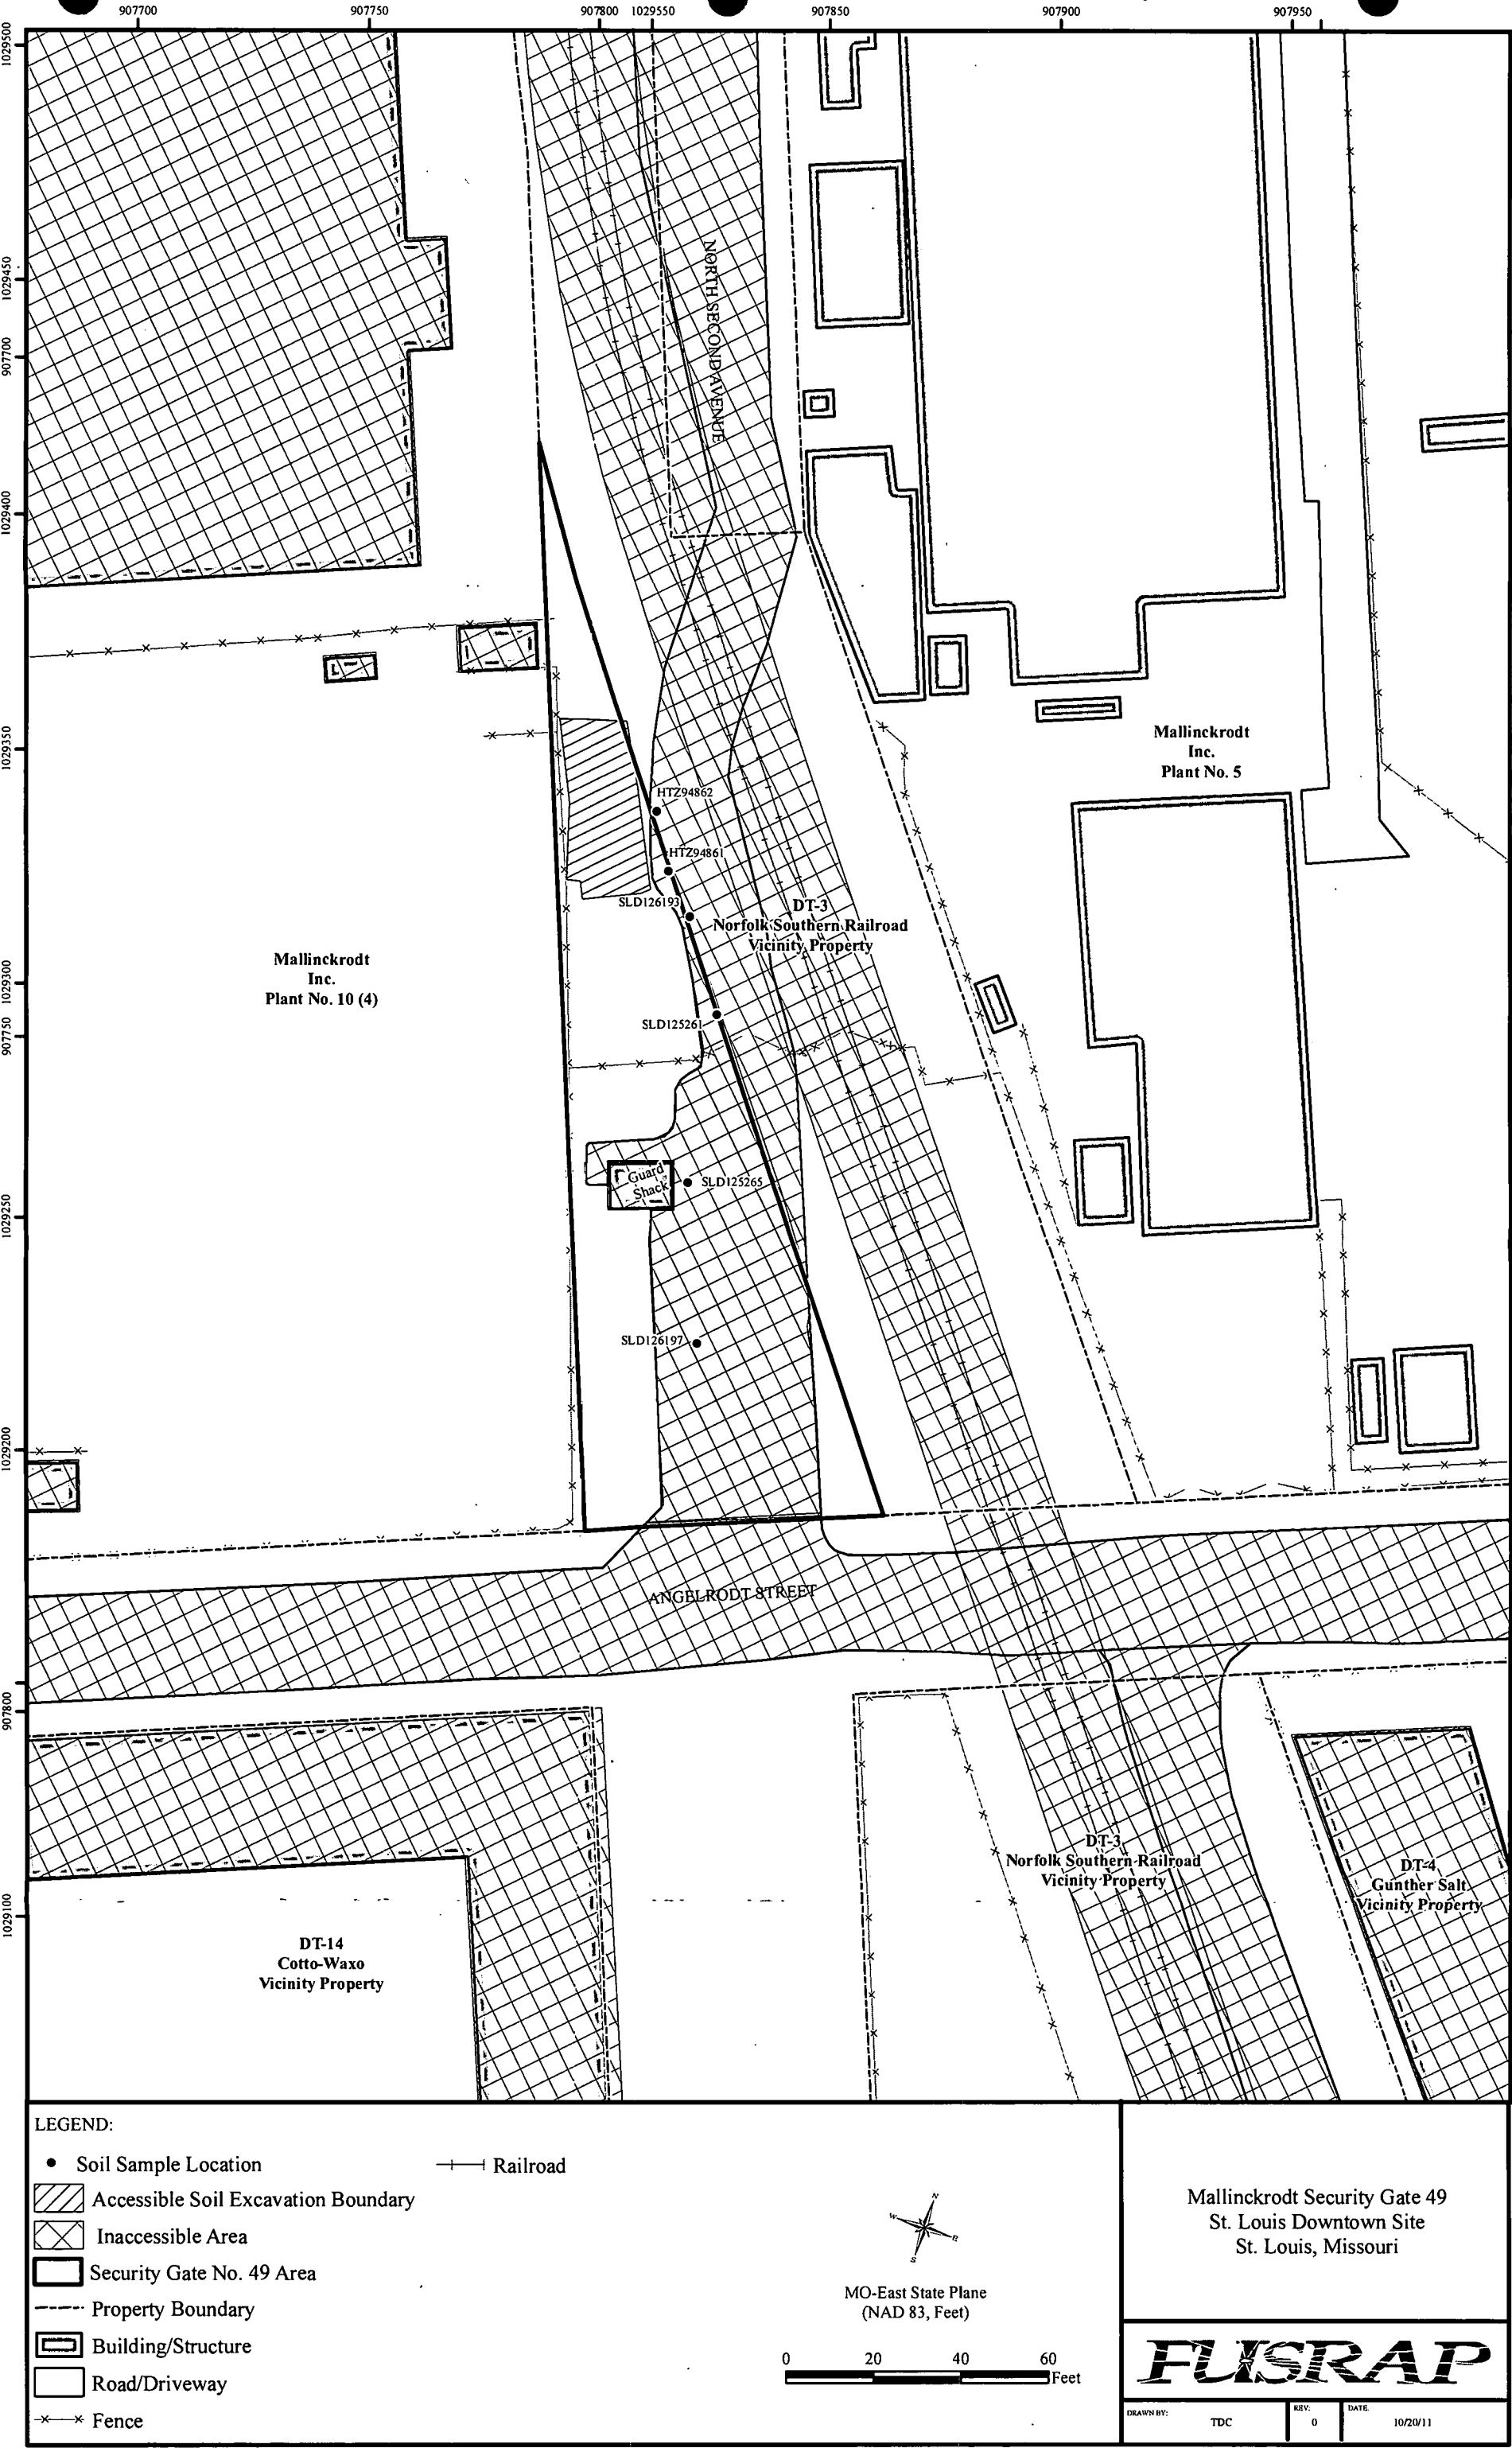 907700
907750
907800
1029550
907850
907900
907950
1029500
1029450
907700
1029400
1029350
1029300
907750
1029250
1029200
907800
1029100
NORTH SECOND AVENUE
Mallinckrodt
Inc.
Plant No. 5
HTZ94862
HTZ94861
SLD126193
DT-3
Norfolk Southern Railroad
Vicinity Property
Mallinckrodt
Inc.
Plant No. 10 (4)
SLD125261
Guard
Shack
SLD125265
SLD126197
ANGELRODT STREET
DT-3
Norfolk Southern Railroad
Vicinity Property
DT-4
Gunther Salt
Vicinity Property
DT-14
Cotto-Waxo
Vicinity Property
LEGEND:
Soil Sample Location
Railroad
Accessible Soil Excavation Boundary
Inaccessible Area
Security Gate No. 49 Area
Property Boundary
Building/Structure
Road/Driveway
Fence
N
W
E
S
MO-East State Plane
(NAD 83, Feet)
0 20 40 60
Feet
Mallinckrodt Security Gate 49
St. Louis Downtown Site
St. Louis, Missouri
FUSRAP
DRAWN BY:
TDC
REV:
0
DATE.
10/20/11